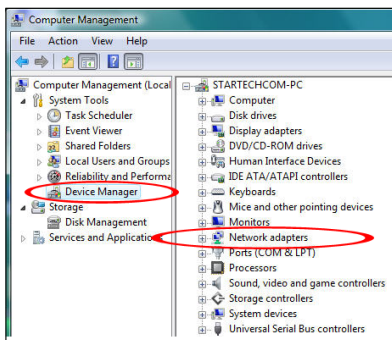 Computer Management
File Action View Help
Computer Management (Local
System Tools
Task Scheduler
Event Viewer
Shared Folders
Local Users and Groups
Reliability and Performa
Device Manager
Storage
Disk Management
Services and Application
STARTECHCOM-PC
Computer
Disk drives
Display adapters
DVD/CD-ROM drives
Human Interface Devices
IDE ATA/ATAPI controllers
Keyboards
Mice and other pointing devices
Monitors
Network adapters
Ports (COM & LPT)
Processors
Sound, video and game controllers
Storage controllers
System devices
Universal Serial Bus controllers